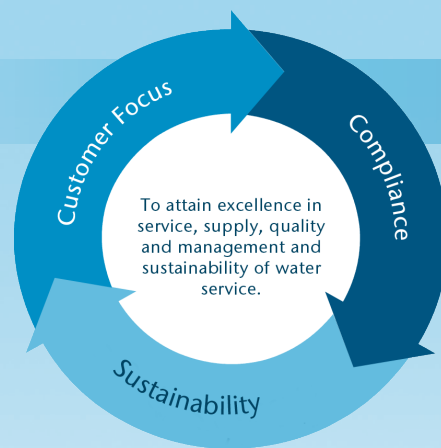 Customer Focus
Compliance
To attain excellence in
service, supply, quality
and management and
sustainability of water
service.
Sustainability